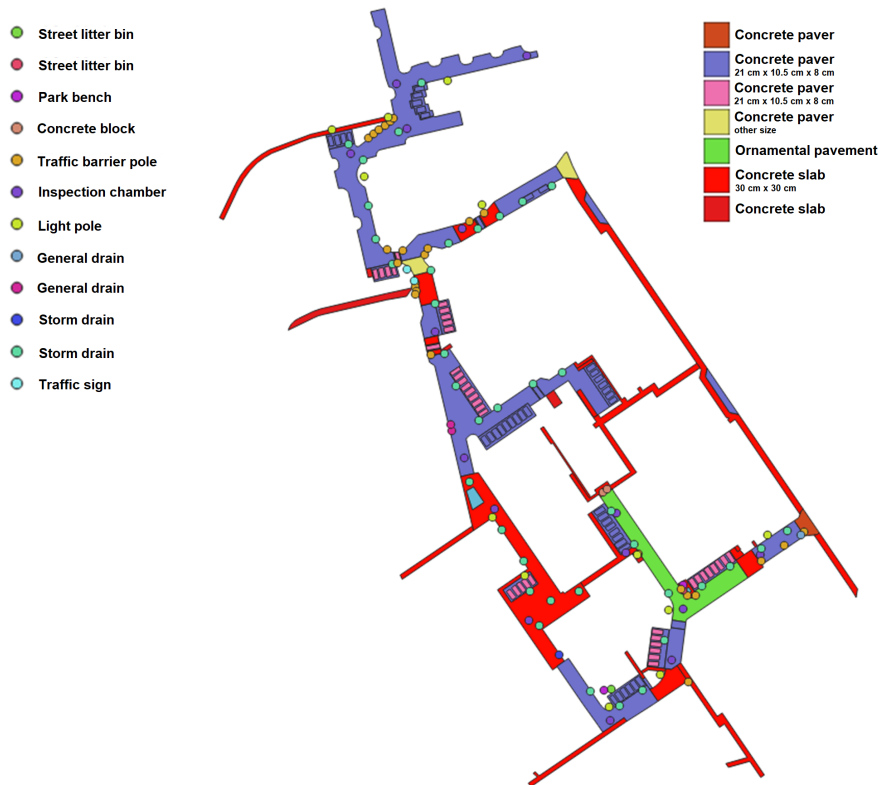 Street litter bin
Street litter bin
Park bench
Concrete block
Traffic barrier pole
Inspection chamber
Light pole
General drain
General drain
Storm drain
Storm drain
Traffic sign
Concrete paver
Concrete paver
21 cm x 10.5 cm x 8 cm
Concrete paver
21 cm x 10.5 cm x 8 cm
Concrete paver
other size
Ornamental pavement
Concrete slab
30 cm x 30 cm
Concrete slab